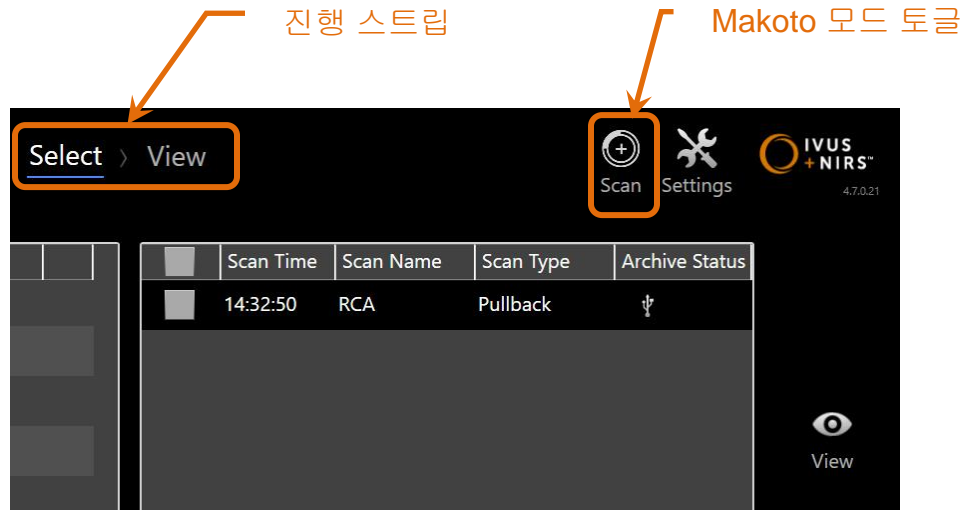 진행 스트립
Makoto 모드 토글
Select > View
Scan
Settings
IVUS
+NIRS™
4.7.0.21
Scan Time Scan Name Scan Type Archive Status
14:32:50 RCA Pullback
View